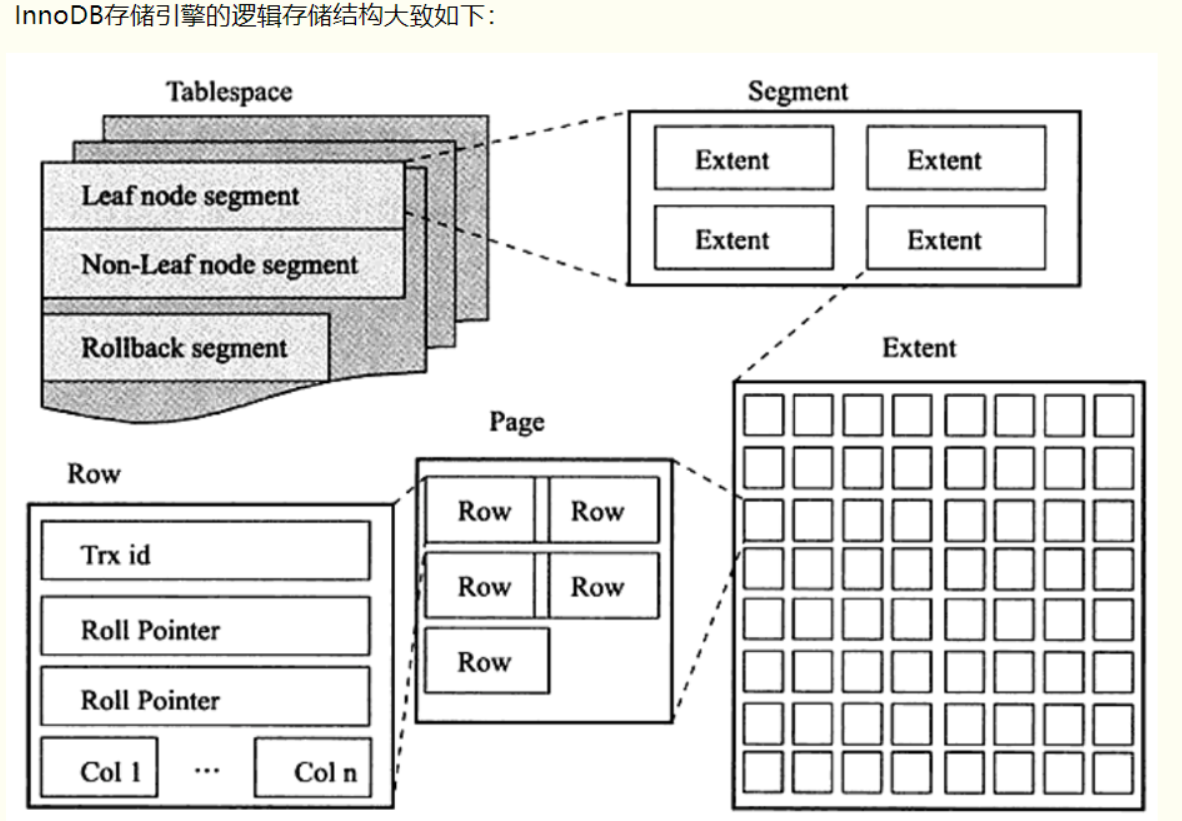 InnoDB存储引擎的逻辑存储结构大致如下：
Tablespace
Leaf node segment
Non-Leaf node segment
Rollback segment
Segment
Extent Extent
Extent Extent
Extent
Page
Row Row
Row Row
Row
Row
Trx id
Roll Pointer
Roll Pointer
Col 1 ... Col n